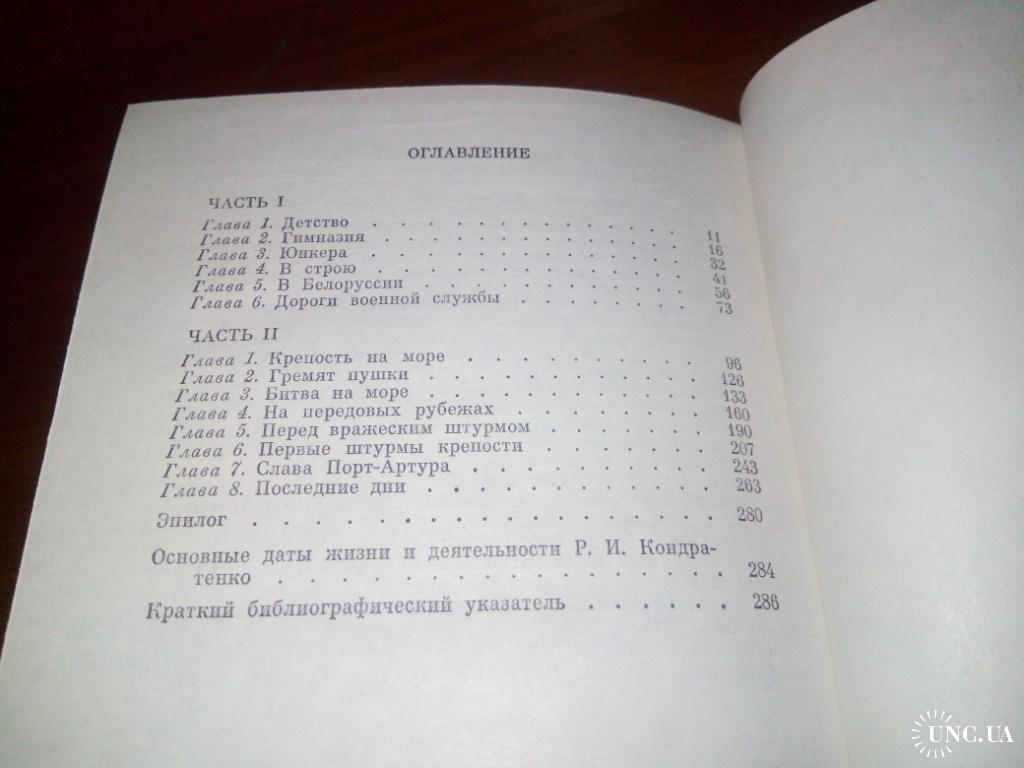 ОГЛАВЛЕНИЕ
ЧАСТЬ I
Глава 1. Детство . . . . . . . . . . . . . . 11
Глава 2. Гимназия . . . . . . . . . . . . . . 16
Глава 3. Юнкера . . . . . . . . . . . . . . 32
Глава 4. В строю . . . . . . . . . . . . . . 41
Глава 5. В Белоруссии . . . . . . . . . . . . 56
Глава 6. Дороги военной службы . . . . . . . . 73
ЧАСТЬ II
Глава 1. Крепость на море . . . . . . . . . . 96
Глава 2. Гремят пушки . . . . . . . . . . . . 126
Глава 3. Битва на море . . . . . . . . . . . . 133
Глава 4. На передовых рубежах . . . . . . . . 160
Глава 5. Перед вражеским штурмом . . . . . . . 190
Глава 6. Первые штурмы крепости . . . . . . . 207
Глава 7. Слава Порт-Артура . . . . . . . . . . 243
Глава 8. Последние дни . . . . . . . . . . . . 263
Эпилог . . . . . . . . . . . . . . . . . . 280
Основные даты жизни и деятельности Р. И. Кондра-
тенко . . . . . . . . . . . . . . . . . 284
Краткий библиографический указатель . . . . . . 286
UNC.UA